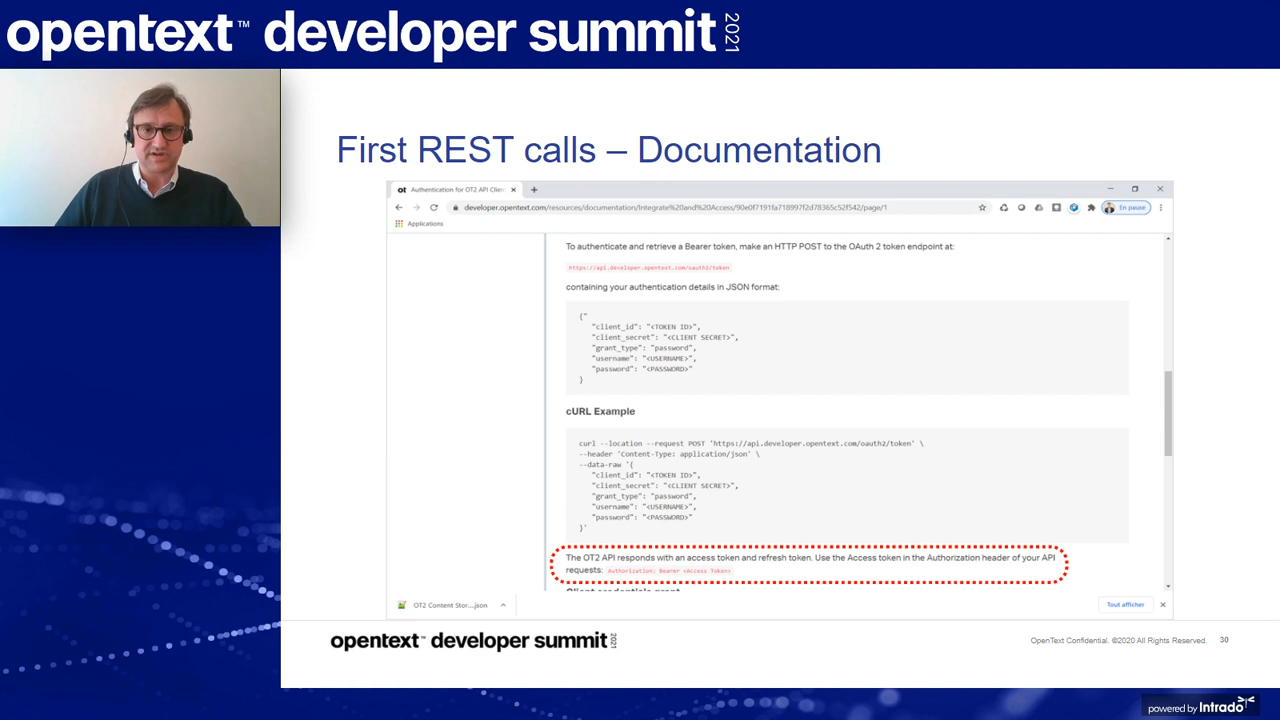 opentext™ developer summit 2021
First REST calls – Documentation
ot Authentication for OT2 API Clien
developer.opentext.com/resources/documentation/Integrate%20and%20Access/90e0f7191fa718997f2d78365c52f542/page/1
En pause
Applications
To authenticate and retrieve a Bearer token, make an HTTP POST to the OAuth 2 token endpoint at:
https://api.developer.opentext.com/oauth2/token
containing your authentication details in JSON format:
{"
"client_id": "<TOKEN ID>",
"client_secret": "<CLIENT SECRET>",
"grant_type": "password",
"username": "<USERNAME>",
"password": "<PASSWORD>"
}
cURL Example
curl --location --request POST 'https://api.developer.opentext.com/oauth2/token' \
--header 'Content-Type: application/json' \
--data-raw '{
"client_id": "<TOKEN ID>",
"client_secret": "<CLIENT SECRET>",
"grant_type": "password",
"username": "<USERNAME>",
"password": "<PASSWORD>"
}'
The OT2 API responds with an access token and refresh token. Use the Access token in the Authorization header of your API
requests: Authorization: Bearer <Access Token>
Client credentials grant
OT2 Content Stor....json
Tout afficher
opentext™ developer summit 2021
OpenText Confidential. ©2020 All Rights Reserved. 30
powered by Intrado